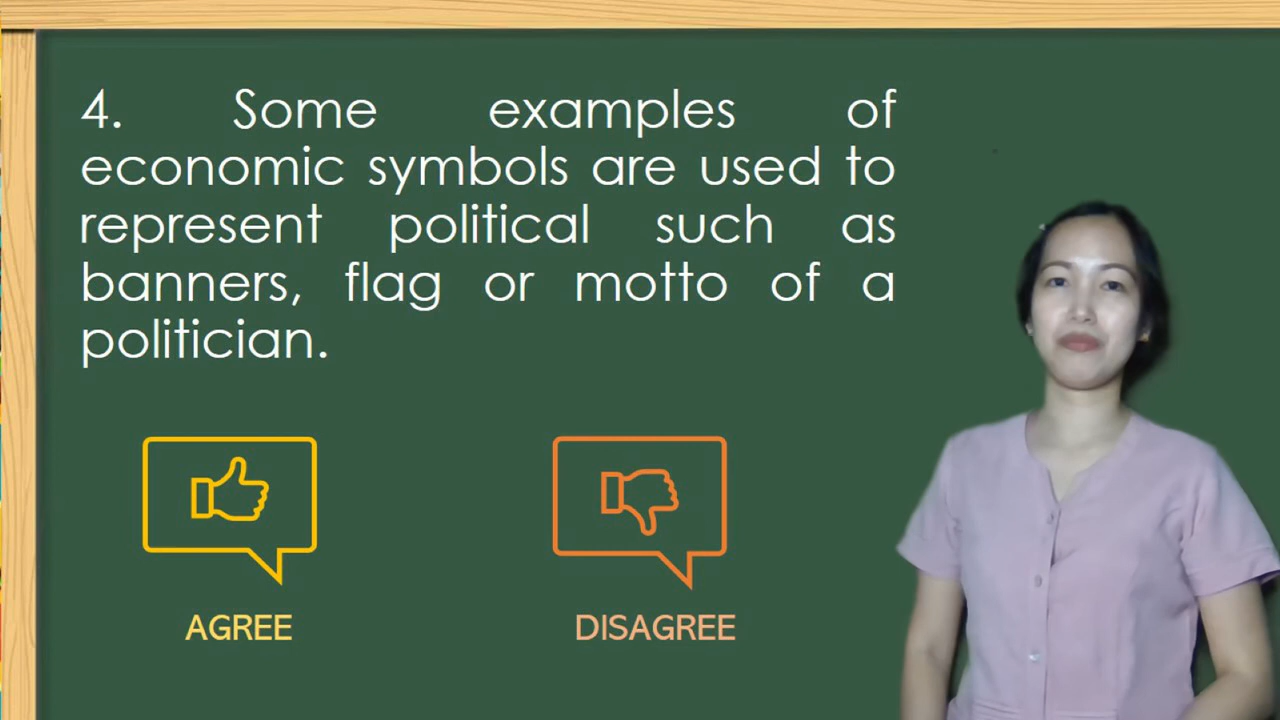 4. Some examples of
economic symbols are used to
represent political such as
banners, flag or motto of a
politician.
AGREE
DISAGREE